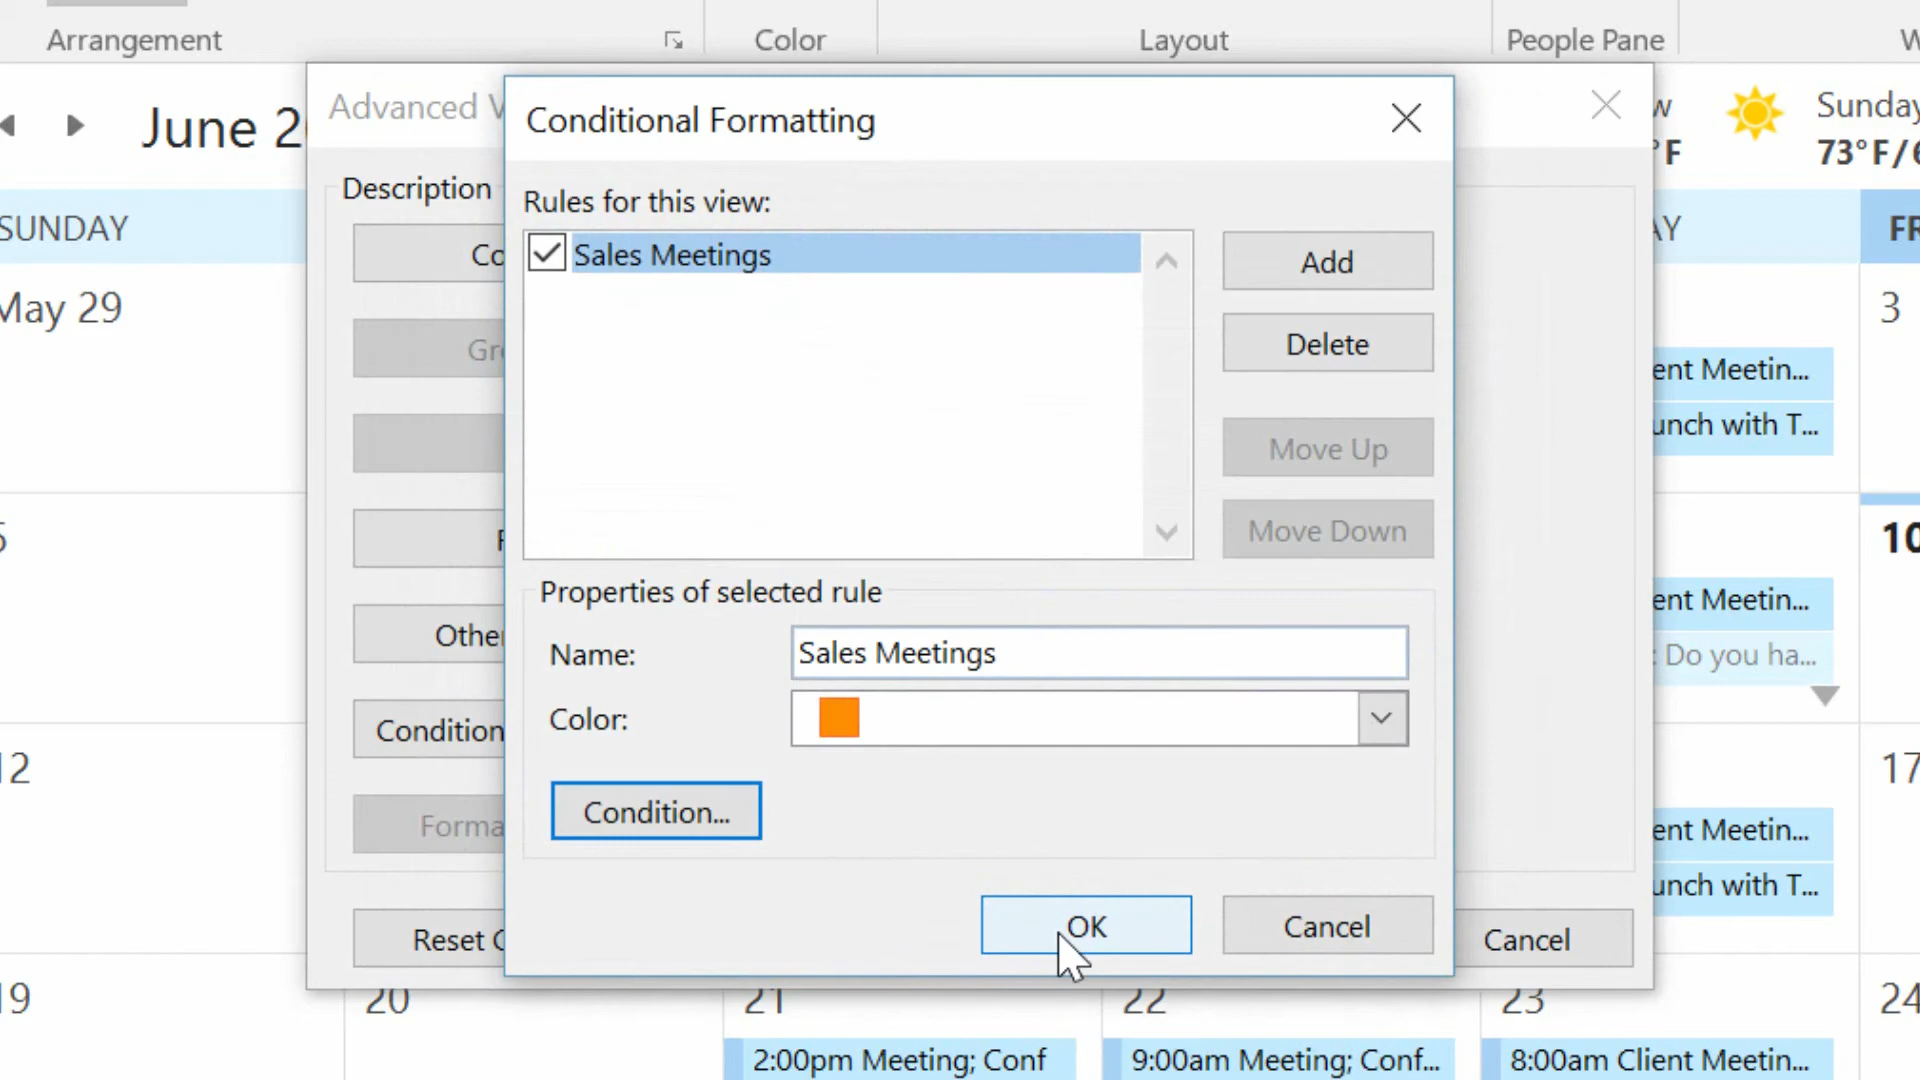 Arrangement
Color
Layout
People Pane
W
Advanced V
Conditional Formatting
June 2
w
°F
Sunday
73°F/6
Description
Rules for this view:
SUNDAY
AY
FR
Co
Sales Meetings
Add
May 29
3
Gr
Delete
ent Meetin...
unch with T...
Move Up
Move Down
5
10
Properties of selected rule
ent Meetin...
Othe
Name:
Sales Meetings
: Do you ha...
Color:
Condition
Condition...
12
17
Forma
ent Meetin...
unch with T...
Reset C
OK
Cancel
Cancel
19
20
21
22
23
24
2:00pm Meeting; Conf
9:00am Meeting; Conf...
8:00am Client Meetin...